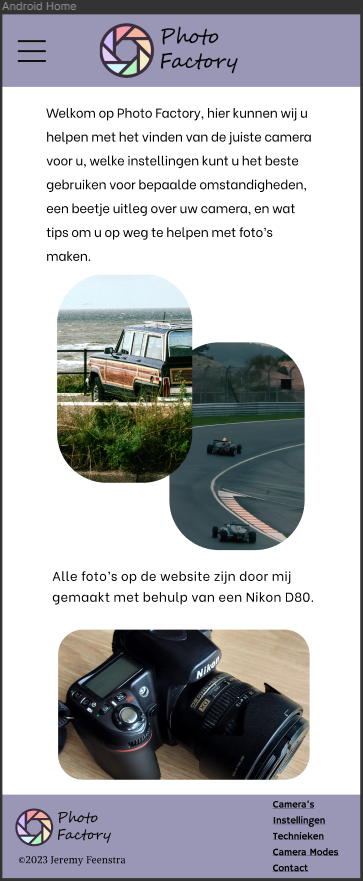 Android Home
Photo
Factory
Welkom op Photo Factory, hier kunnen wij u
helpen met het vinden van de juiste camera
voor u, welke instellingen kunt u het beste
gebruiken voor bepaalde omstandigheden,
een beetje uitleg over uw camera, en wat
tips om u op weg te helpen met foto's
maken.
Alle foto's op de website zijn door mij
gemaakt met behulp van een Nikon D80.
Nikon
Photo
Factory
©2023 Jeremy Feenstra
Camera's
Instellingen
Technieken
Camera Modes
Contact